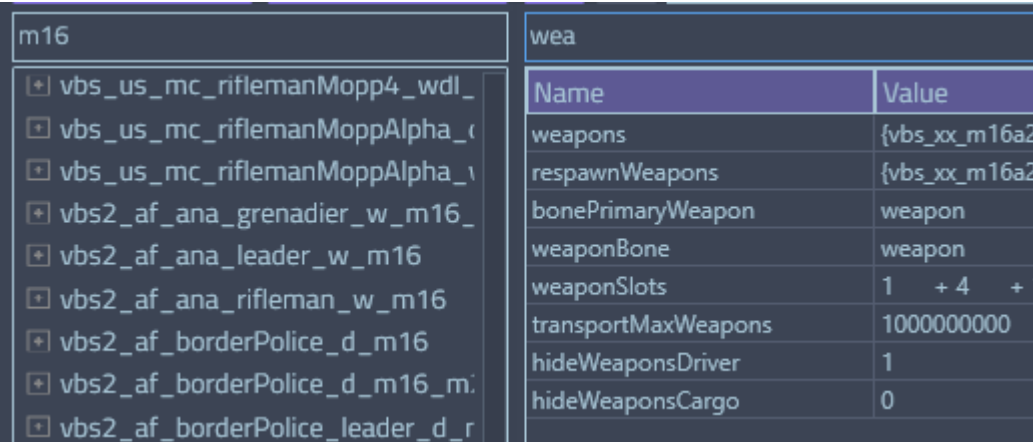 m16
vbs_us_mc_riflemanMopp4_wdl_
vbs_us_mc_riflemanMoppAlpha_
vbs_us_mc_riflemanMoppAlpha_
vbs2_af_ana_grenadier_w_m16_
vbs2_af_ana_leader_w_m16
vbs2_af_ana_rifleman_w_m16
vbs2_af_borderPolice_d_m16
vbs2_af_borderPolice_d_m16_m
vbs2_af_borderPolice_leader_d_
wea
Name Value
weapons {vbs_xx_m16a2
respawnWeapons {vbs_xx_m16a2
bonePrimaryWeapon weapon
weaponBone weapon
weaponSlots 1 + 4 +
transportMaxWeapons 1000000000
hideWeaponsDriver 1
hideWeaponsCargo 0